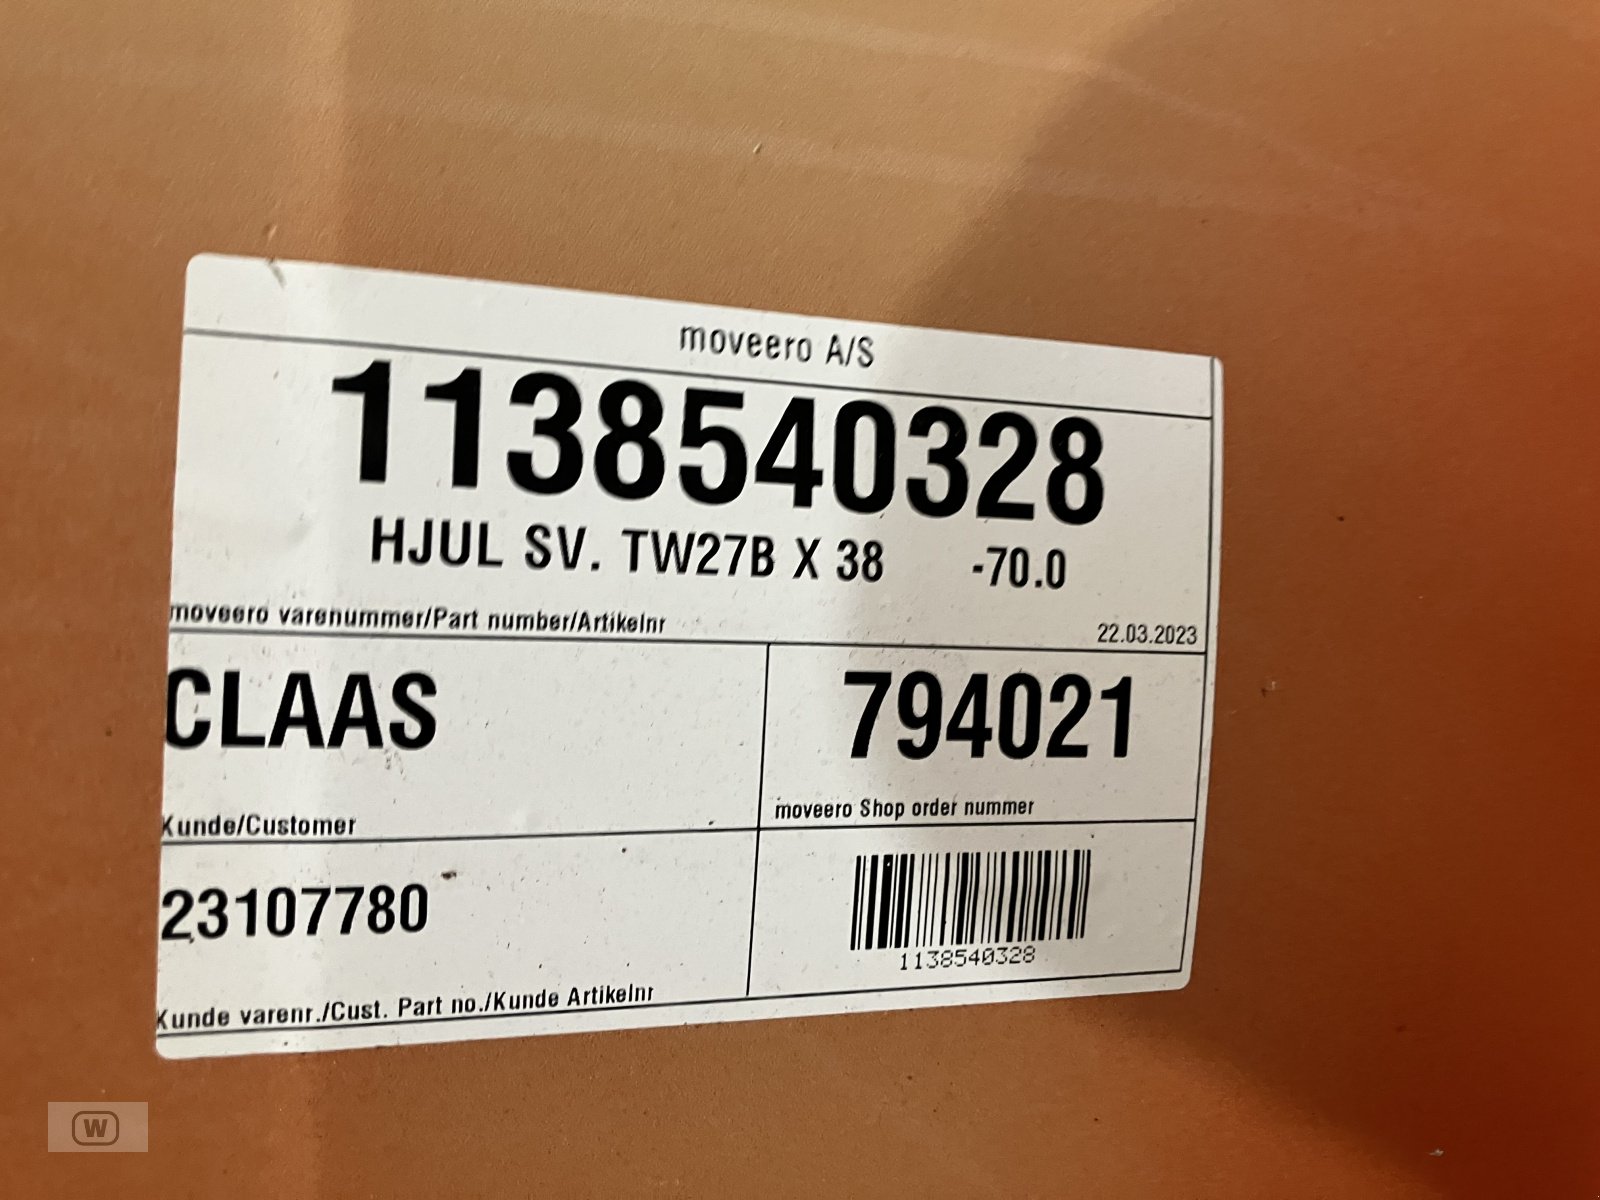 moveero A/S
1138540328
HJUL SV. TW27B X 38 -70.0
moveero varenummer/Part number/Artikelnr 22.03.2023
CLAAS
Kunde/Customer
794021
moveero Shop order nummer
23107780
Kunde varenr./Cust. Part no./Kunde Artikelnr
1138540328
W